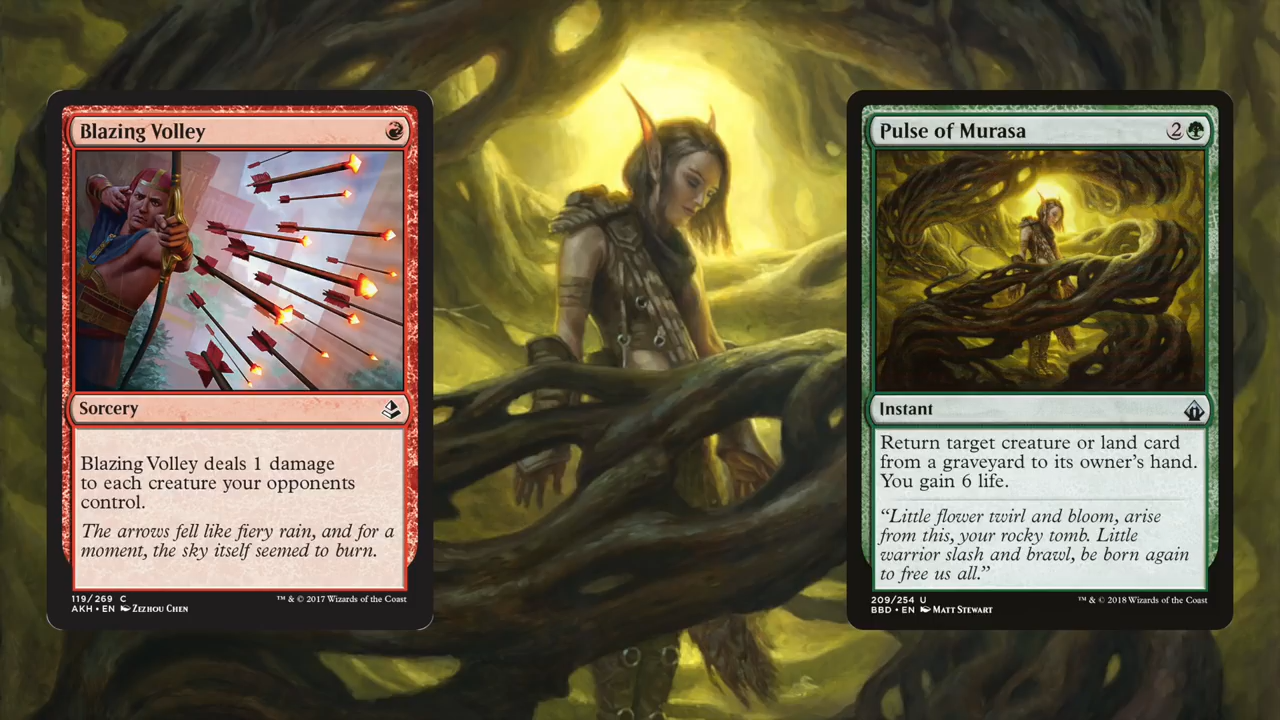 Blazing Volley
Sorcery
Blazing Volley deals 1 damage
to each creature your opponents
control.
The arrows fell like fiery rain, and for a
moment, the sky itself seemed to burn.
119/269 C
AKH • EN Zezhou Chen
™ & © 2017 Wizards of the Coast
Pulse of Murasa
2
Instant
Return target creature or land card
from a graveyard to its owner's hand.
You gain 6 life.
“Little flower twirl and bloom, arise
from this, your rocky tomb. Little
warrior slash and brawl, be born again
to free us all.”
209/254 U
BBD • EN Matt Stewart
™ & © 2018 Wizards of the Coast